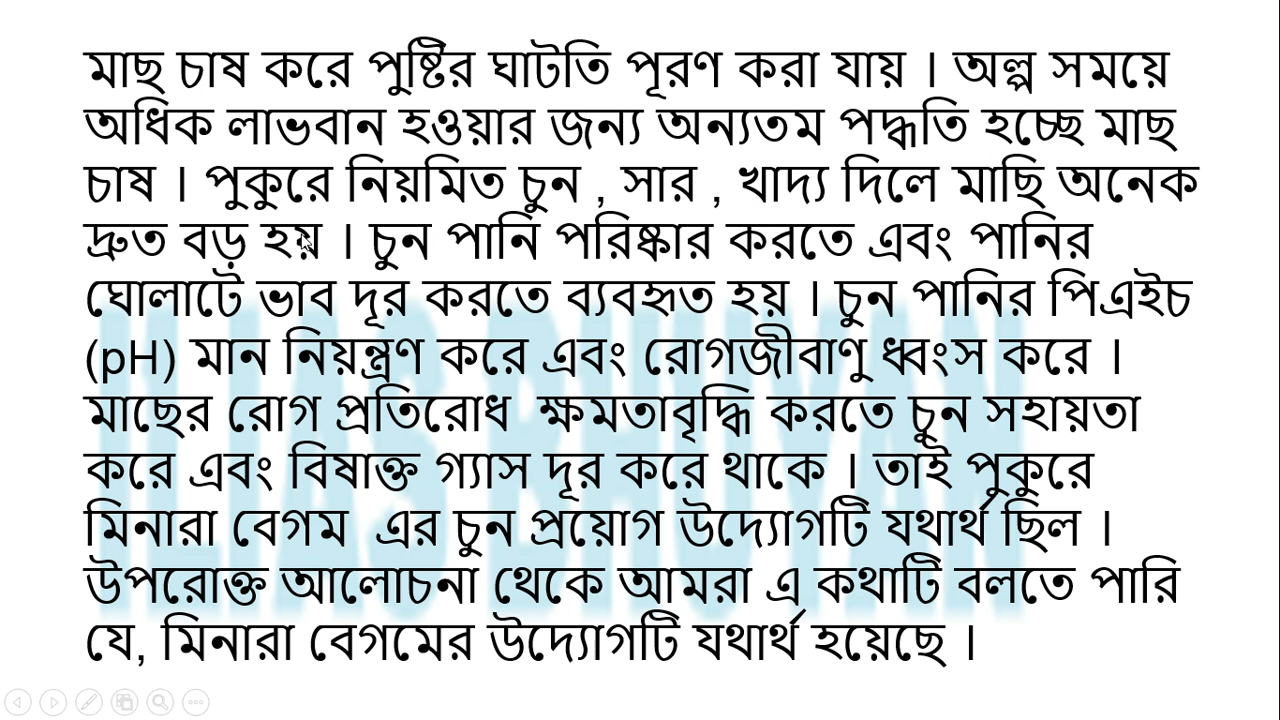 মাছ চাষ করে পুষ্টির ঘাটতি পূরণ করা যায় । অল্প সময়ে
অধিক লাভবান হওয়ার জন্য অন্যতম পদ্ধতি হচ্ছে মাছ
চাষ । পুকুরে নিয়মিত চুন , সার , খাদ্য দিলে মাছি অনেক
দ্রুত বড় হয় । চুন পানি পরিষ্কার করতে এবং পানির
ঘোলাটে ভাব দূর করতে ব্যবহৃত হয় । চুন পানির পিএইচ
(pH) মান নিয়ন্ত্রণ করে এবং রোগজীবাণু ধ্বংস করে ।
মাছের রোগ প্রতিরোধ ক্ষমতাবৃদ্ধি করতে চুন সহায়তা
করে এবং বিষাক্ত গ্যাস দূর করে থাকে । তাই পুকুরে
মিনারা বেগম এর চুন প্রয়োগ উদ্যোগটি যথার্থ ছিল ।
উপরোক্ত আলোচনা থেকে আমরা এ কথাটি বলতে পারি
যে, মিনারা বেগমের উদ্যোগটি যথার্থ হয়েছে ।
ILIAS BHUYAN